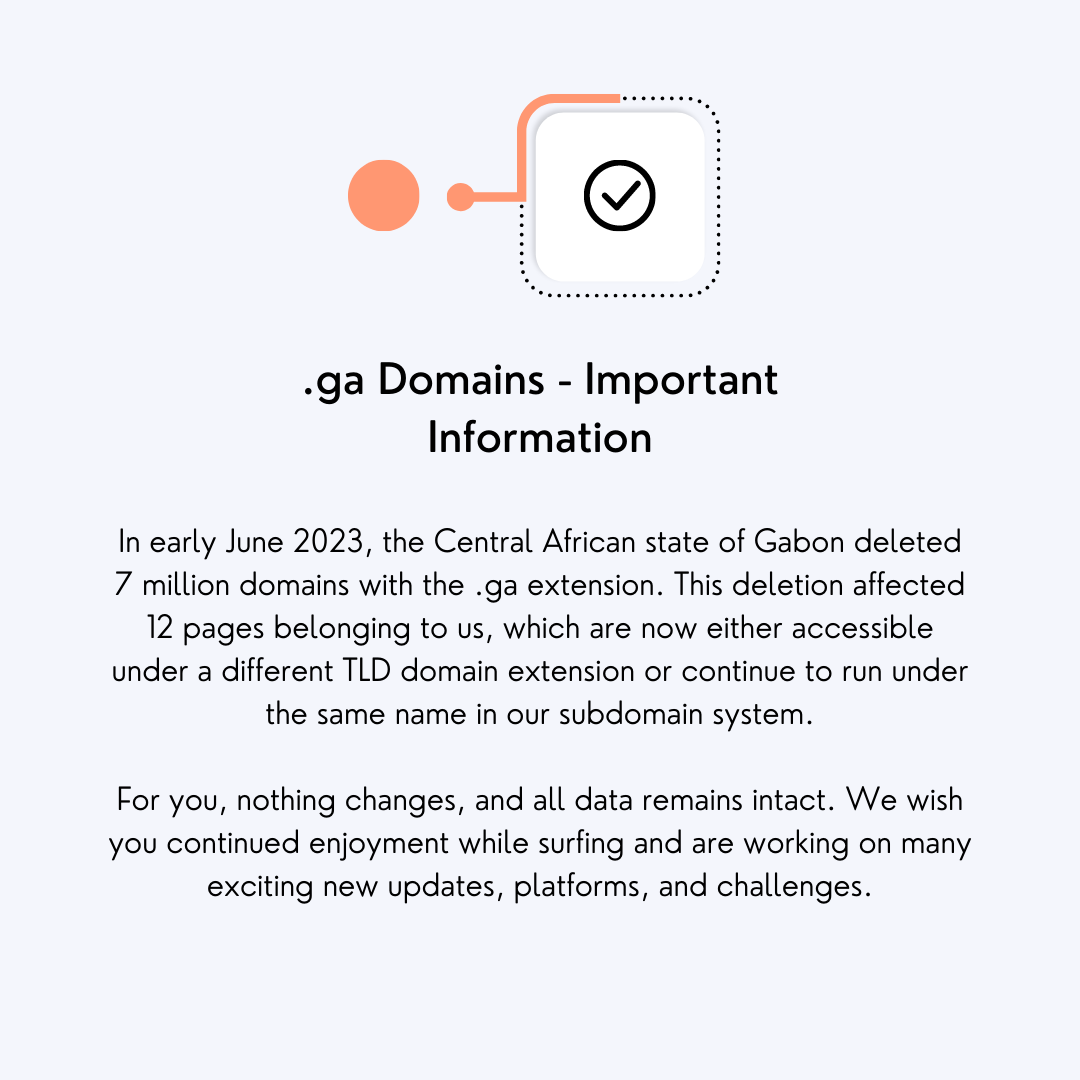 .ga Domains - Important
Information
In early June 2023, the Central African state of Gabon deleted
7 million domains with the .ga extension. This deletion affected
12 pages belonging to us, which are now either accessible
under a different TLD domain extension or continue to run under
the same name in our subdomain system.
For you, nothing changes, and all data remains intact. We wish
you continued enjoyment while surfing and are working on many
exciting new updates, platforms, and challenges.